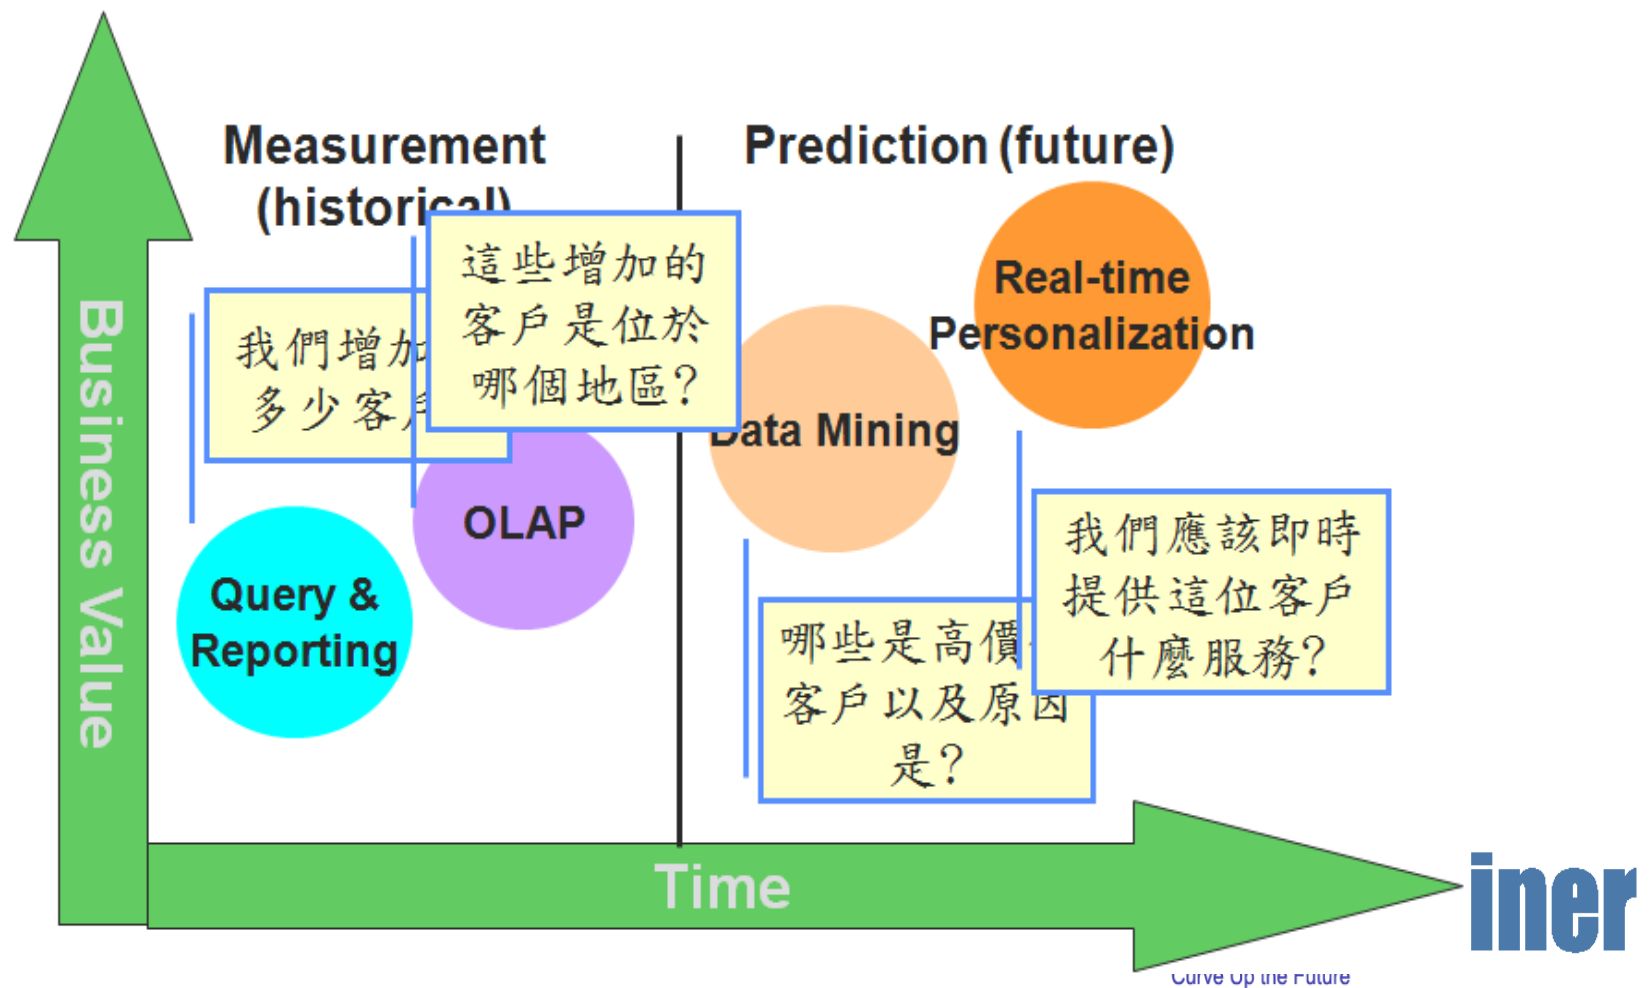 Measurement
(historical)
Prediction (future)
這些增加的
客戶是位於
哪個地區?
我們增加
多少客戶
Real-time
Personalization
Data Mining
OLAP
Query &
Reporting
我們應該即時
提供這位客戶
什麼服務?
哪些是高價
客戶以及原因
是?
Business Value
Time
iner
Curve Up the Future